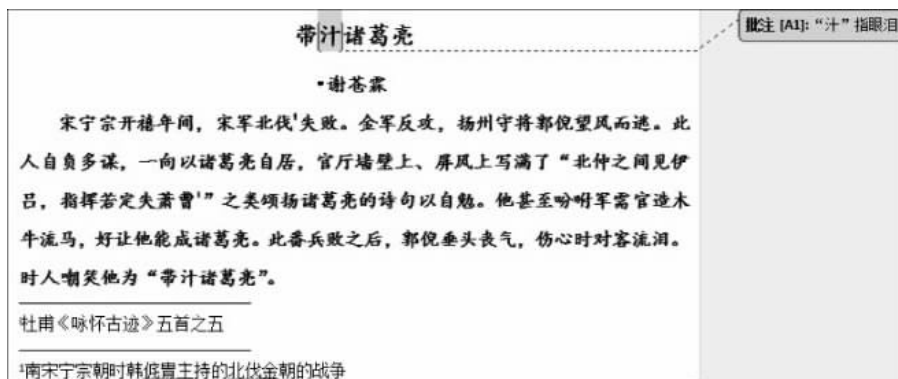 带汁诸葛亮
批注 [A1]: “汁”指眼泪
•谢苍霖
宋宁宗开禧年间，宋军北伐¹失败。金军反攻，扬州守将郭倪望风而逃。此
人自负多谋，一向以诸葛亮自居，官厅墙壁上、屏风上写满了“北仲之间见伊
吕，指挥若定失萧曹¹”之类颂扬诸葛亮的诗句以自勉。他甚至吩咐军需官造木
牛流马，好让他能成诸葛亮。此番兵败之后，郭倪垂头丧气，伤心时对客流泪。
时人嘲笑他为“带汁诸葛亮”。
¹杜甫《咏怀古迹》五首之五
¹南宋宁宗朝时韩侂胄主持的北伐金朝的战争